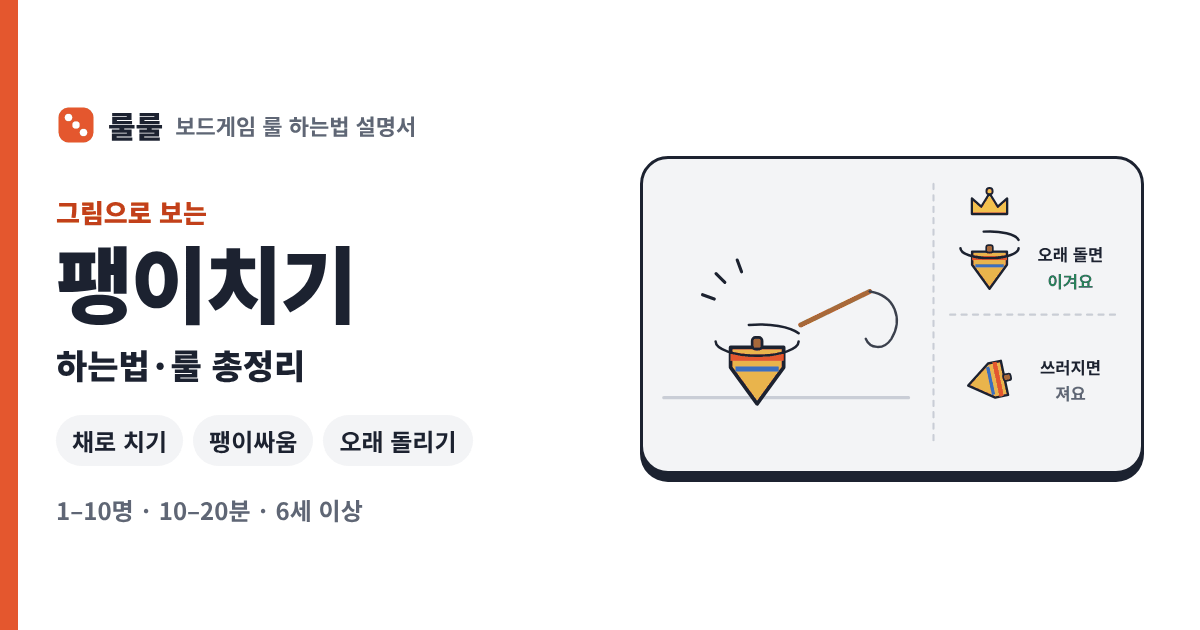 룰룰 보드게임 룰 하는법 설명서
그림으로 보는
팽이치기
하는법·룰 총정리
채로 치기 팽이싸움 오래 돌리기
1–10명 · 10–20분 · 6세 이상
오래 돌면
이겨요
쓰러지면
져요